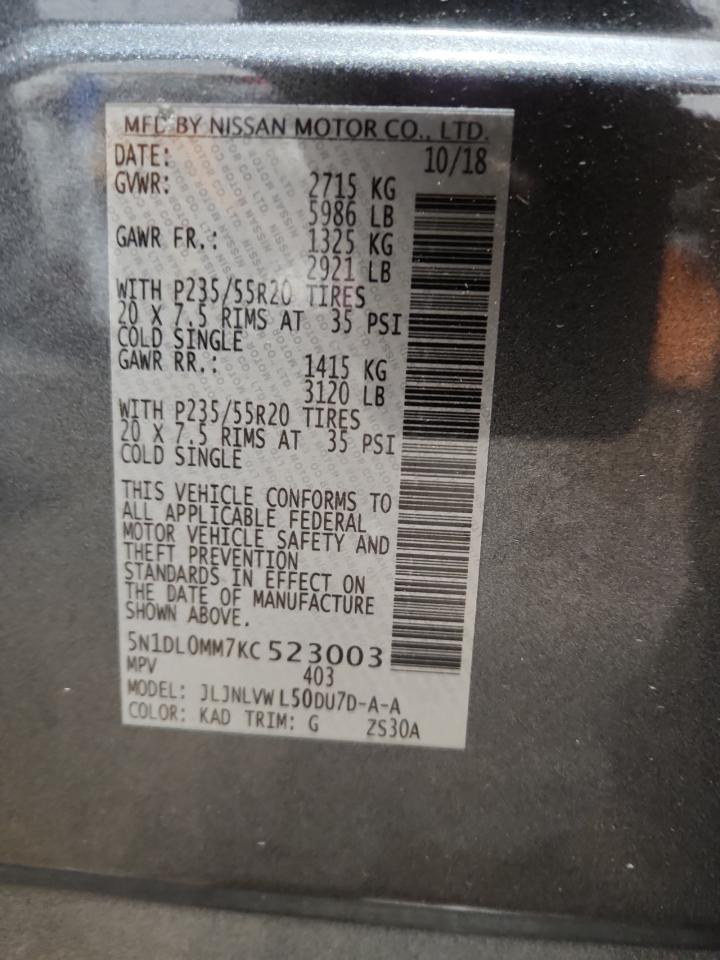 MFD BY NISSAN MOTOR CO., LTD.
DATE: 10/18
GVWR: 2715 KG
5986 LB
GAWR FR.: 1325 KG
2921 LB
WITH P235/55R20 TIRES
20 X 7.5 RIMS AT 35 PSI
COLD SINGLE
GAWR RR.: 1415 KG
3120 LB
WITH P235/55R20 TIRES
20 X 7.5 RIMS AT 35 PSI
COLD SINGLE
THIS VEHICLE CONFORMS TO
ALL APPLICABLE FEDERAL
MOTOR VEHICLE SAFETY AND
THEFT PREVENTION
STANDARDS IN EFFECT ON
THE DATE OF MANUFACTURE
SHOWN ABOVE.
5N1DL0MM7KC523003
MPV 403
MODEL: JLJNLVWL50DU7D-A-A
COLOR: KAD TRIM: G ZS30A